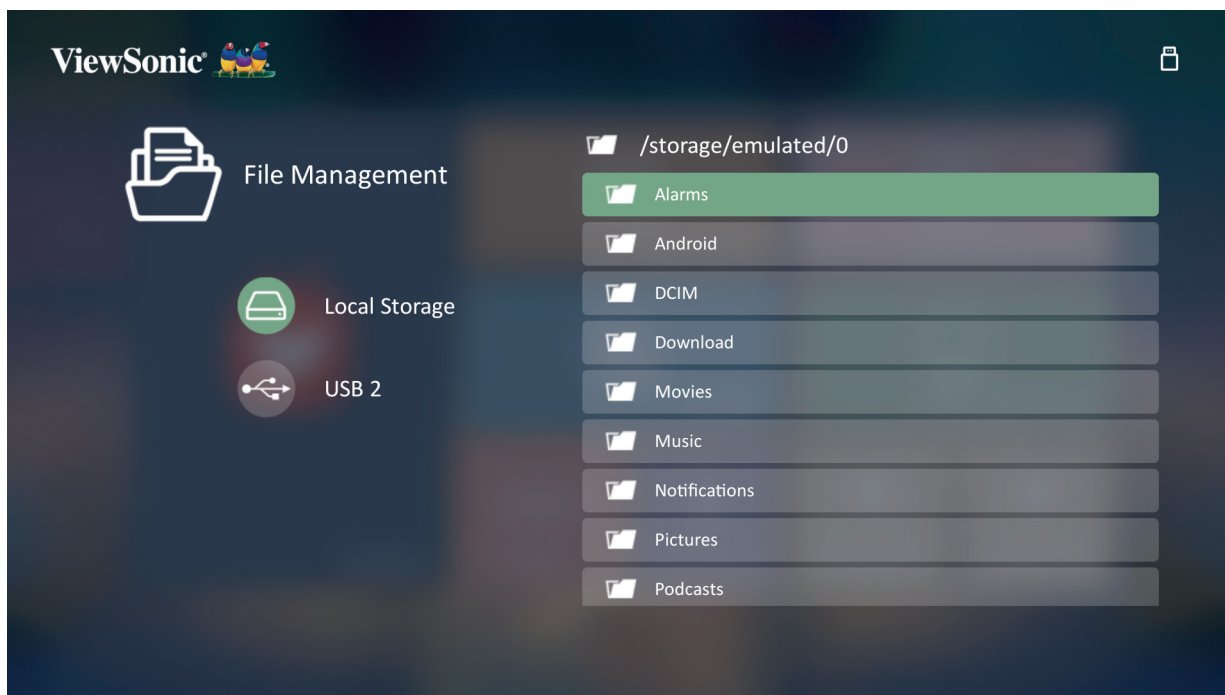 ViewSonic®
File Management
Local Storage
USB 2
/storage/emulated/0
Alarms
Android
DCIM
Download
Movies
Music
Notifications
Pictures
Podcasts